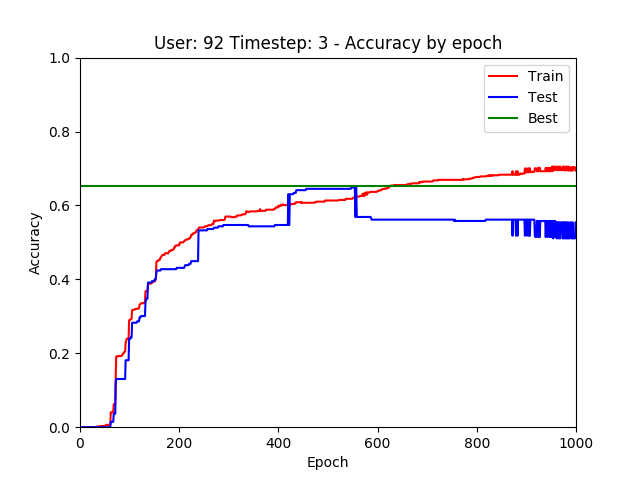 User: 92 Timestep: 3 - Accuracy by epoch
1.0
0.8
0.6
0.4
0.2
0.0
Accuracy
Train
Test
Best
0 200 400 600 800 1000
Epoch